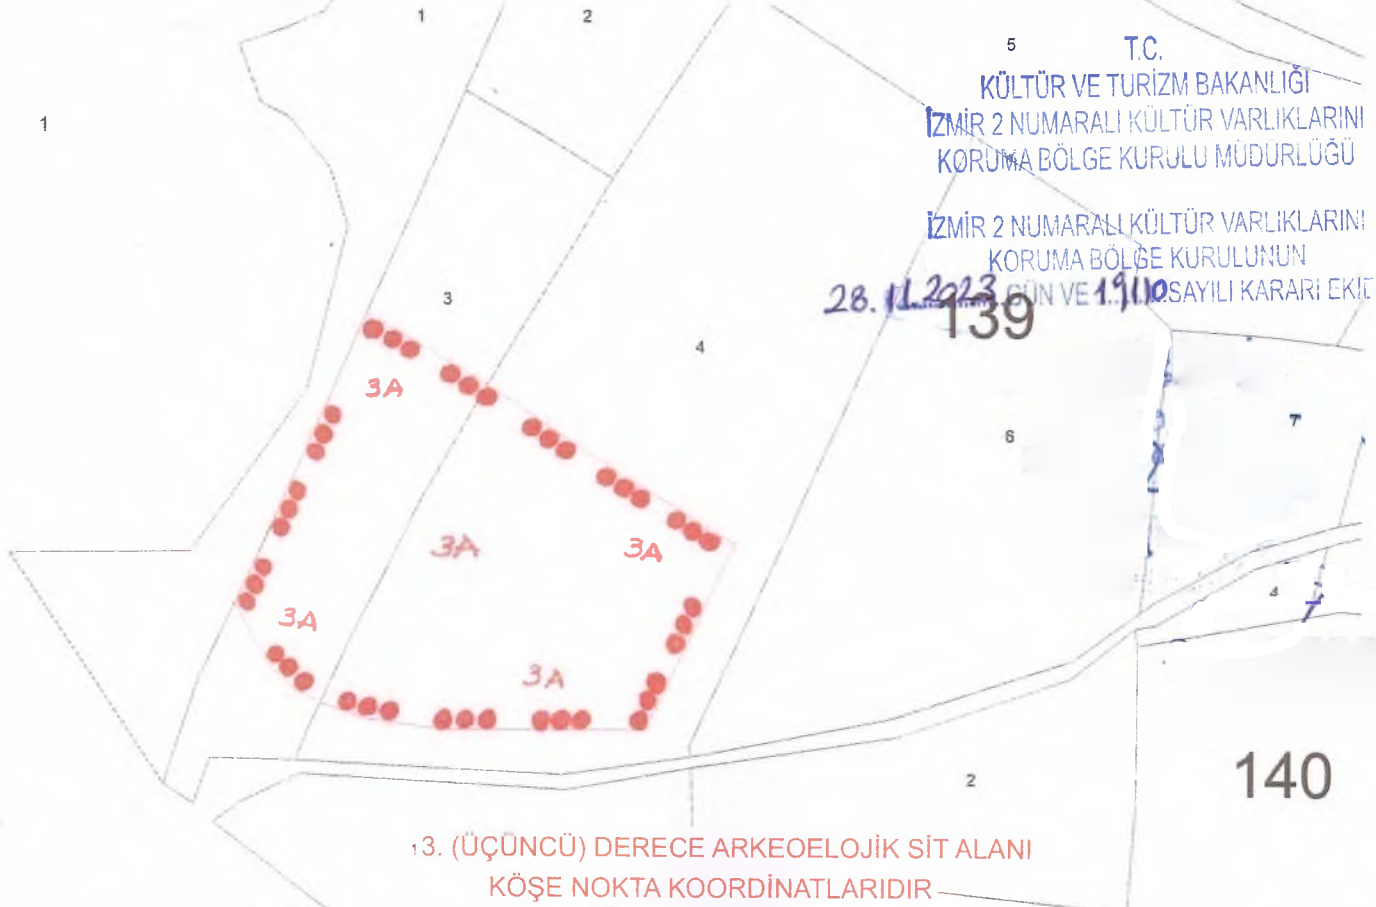 1
2
5
T.C.
KÜLTÜR VE TURİZM BAKANLIĞI
1
İZMİR 2 NUMARALI KÜLTÜR VARLIKLARINI
KORUMA BÖLGE KURULU MÜDÜRLÜĞÜ
İZMİR 2 NUMARALI KÜLTÜR VARLIKLARINI
KORUMA BÖLGE KURULUNUN
28.11.2023 GÜN VE SAYILI KARARI EKİD
3
139
4
3A
7
6
3A
3A
4
3A
3A
2
140
3. (ÜÇÜNCÜ) DERECE ARKEOELOJİK SİT ALANI
KÖŞE NOKTA KOORDİNATLARIDIR